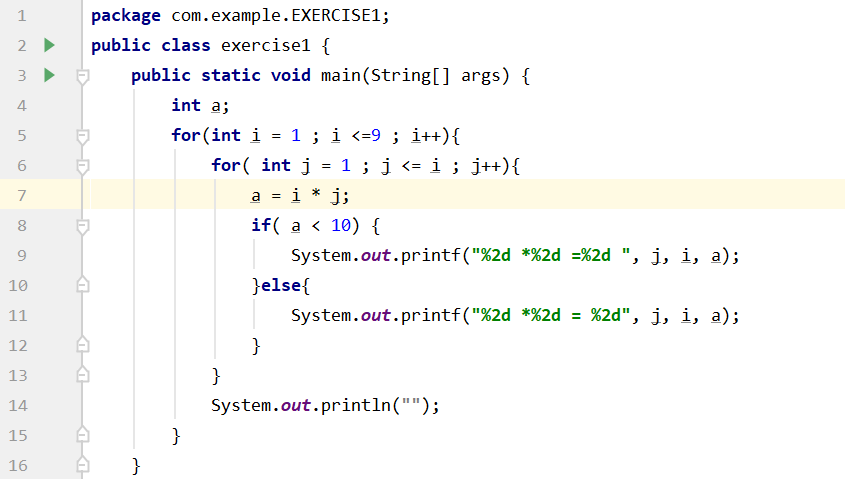 1 package com.example.EXERCISE1;
2 public class exercise1 {
3 public static void main(String[] args) {
4 int a;
5 for(int i = 1 ; i <=9 ; i++){
6 for( int j = 1 ; j <= i ; j++){
7 a = i * j;
8 if( a < 10) {
9 System.out.printf("%2d *%2d =%2d ", j, i, a);
10 }else{
11 System.out.printf("%2d *%2d = %2d", j, i, a);
12 }
13 }
14 System.out.println("");
15 }
16 }